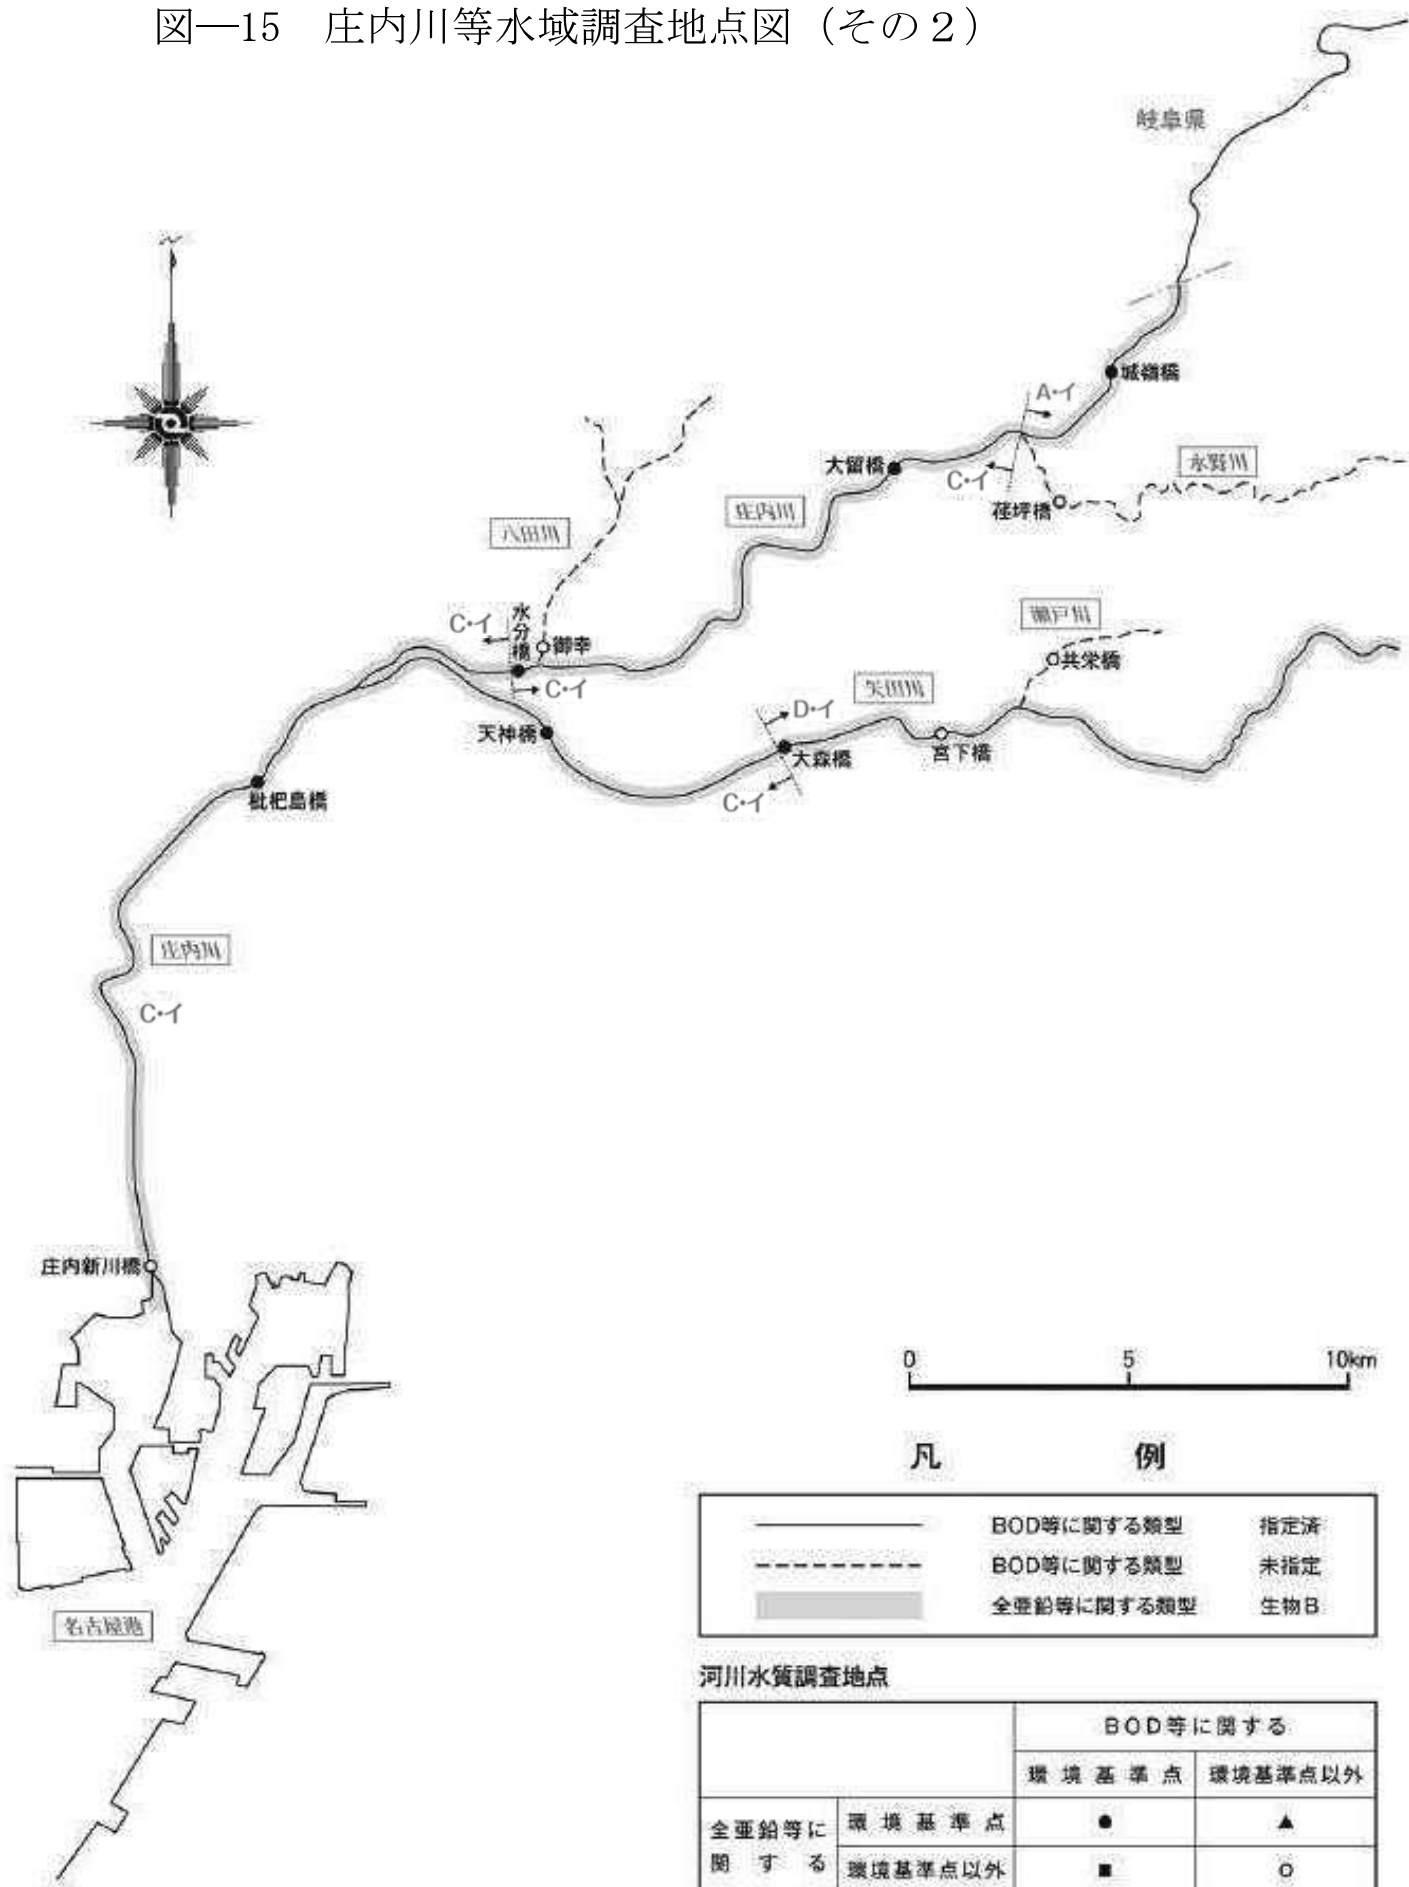 図―15 庄内川等水域調査地点図（その２）
岐阜県
城嶺橋
A・イ
大留橋
C・イ
水野川
荏坪橋
庄内川
八田川
C・イ
水分橋
御幸
C・イ
瀬戸川
共栄橋
矢田川
D・イ
天神橋
大森橋
宮下橋
C・イ
枇杷島橋
庄内川
C・イ
庄内新川橋
0 5 10km
凡 例
BOD等に関する類型 指定済
BOD等に関する類型 未指定
全亜鉛等に関する類型 生物B
名古屋港
河川水質調査地点
BOD等に関する
環境基準点 環境基準点以外
全亜鉛等に関する
環境基準点 ● ▲
環境基準点以外 ■ ○